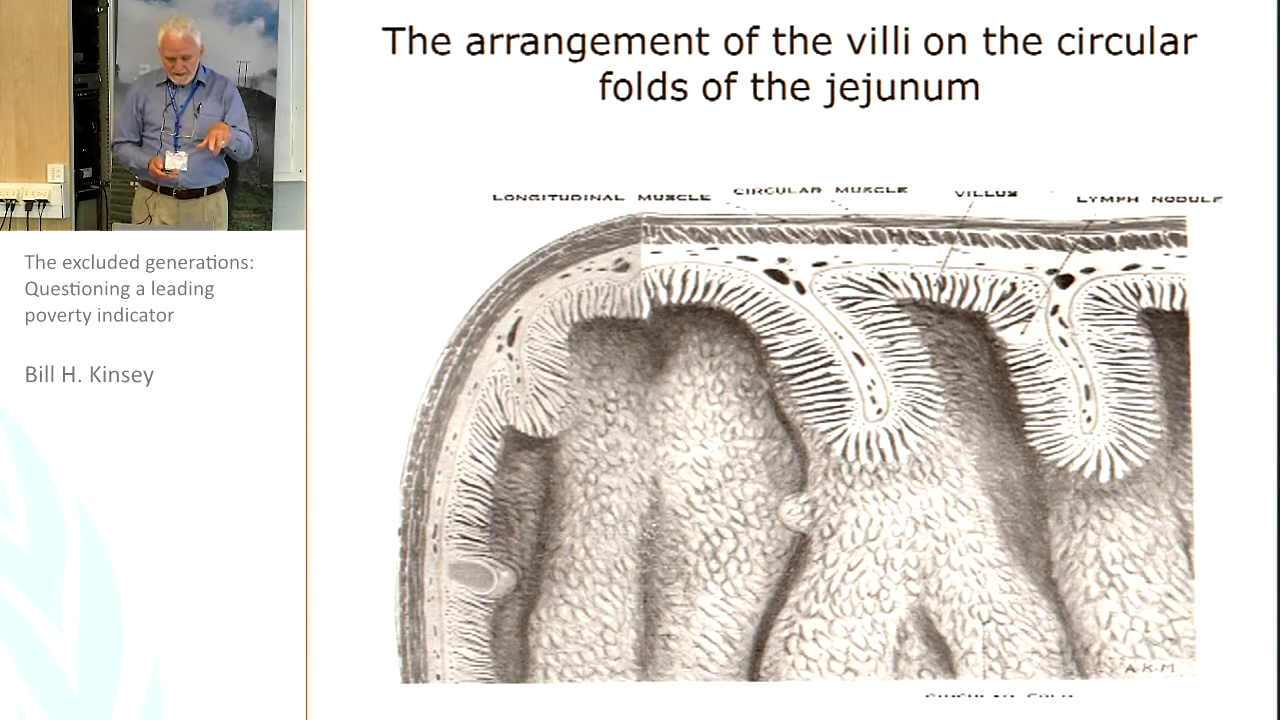 The arrangement of the villi on the circular
folds of the jejunum
LONGITUDINAL MUSCLE
CIRCULAR MUSCLE
VILLUS
LYMPH NODULE
The excluded generations:
Questioning a leading
poverty indicator
Bill H. Kinsey
A.K.M